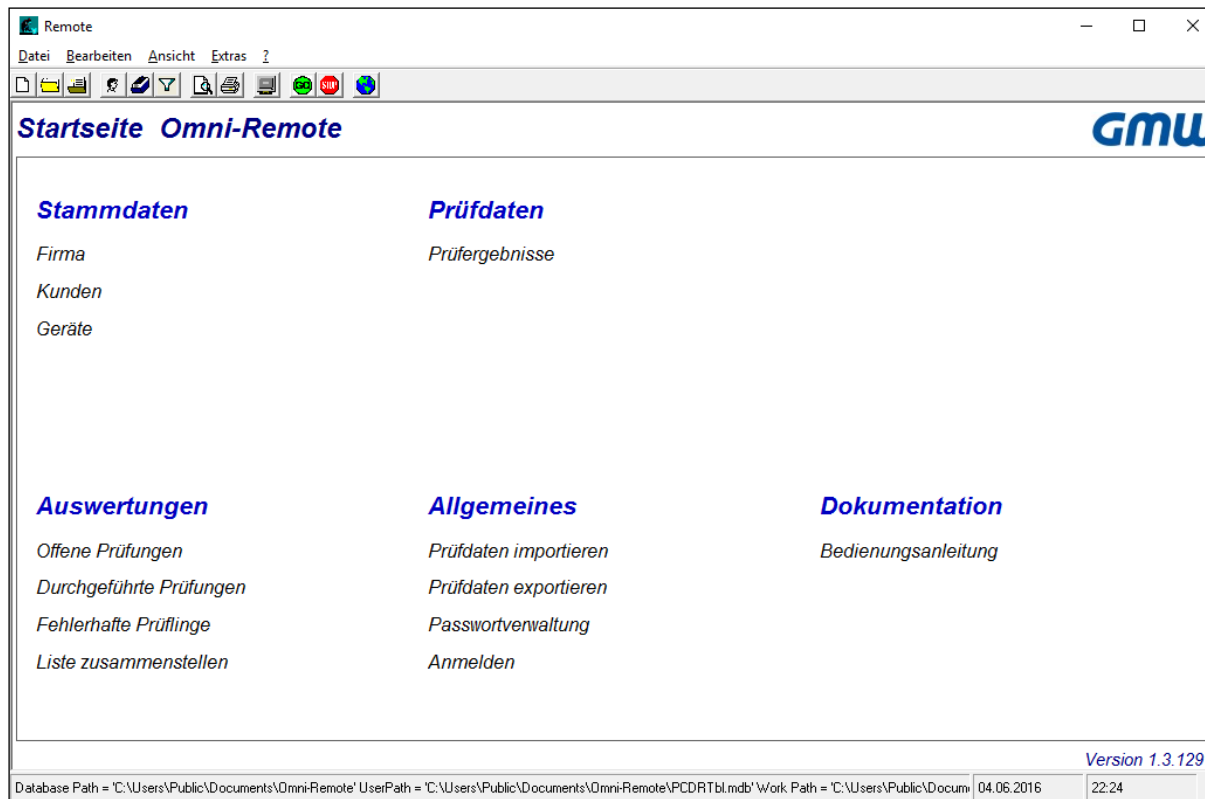 Remote
Datei Bearbeiten Ansicht Extras ?
GO STOP
Startseite Omni-Remote
GMW
Stammdaten
Firma
Kunden
Geräte
Prüfdaten
Prüfergebnisse
Auswertungen
Offene Prüfungen
Durchgeführte Prüfungen
Fehlerhafte Prüflinge
Liste zusammenstellen
Allgemeines
Prüfdaten importieren
Prüfdaten exportieren
Passwortverwaltung
Anmelden
Dokumentation
Bedienungsanleitung
Version 1.3.129
Database Path = 'C:\Users\Public\Documents\Omni-Remote' UserPath = 'C:\Users\Public\Documents\Omni-Remote\PCDRTbl.mdb' Work Path = 'C:\Users\Public\Docum 04.06.2016 22:24